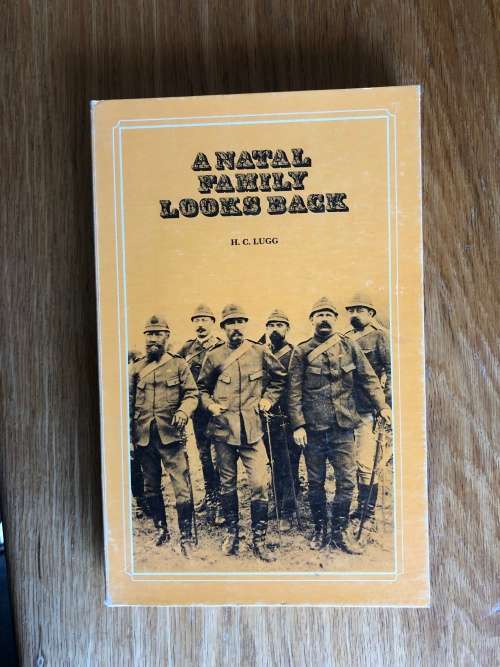 A NATAL
FAMILY
LOOKS BACK
H. C. LUGG